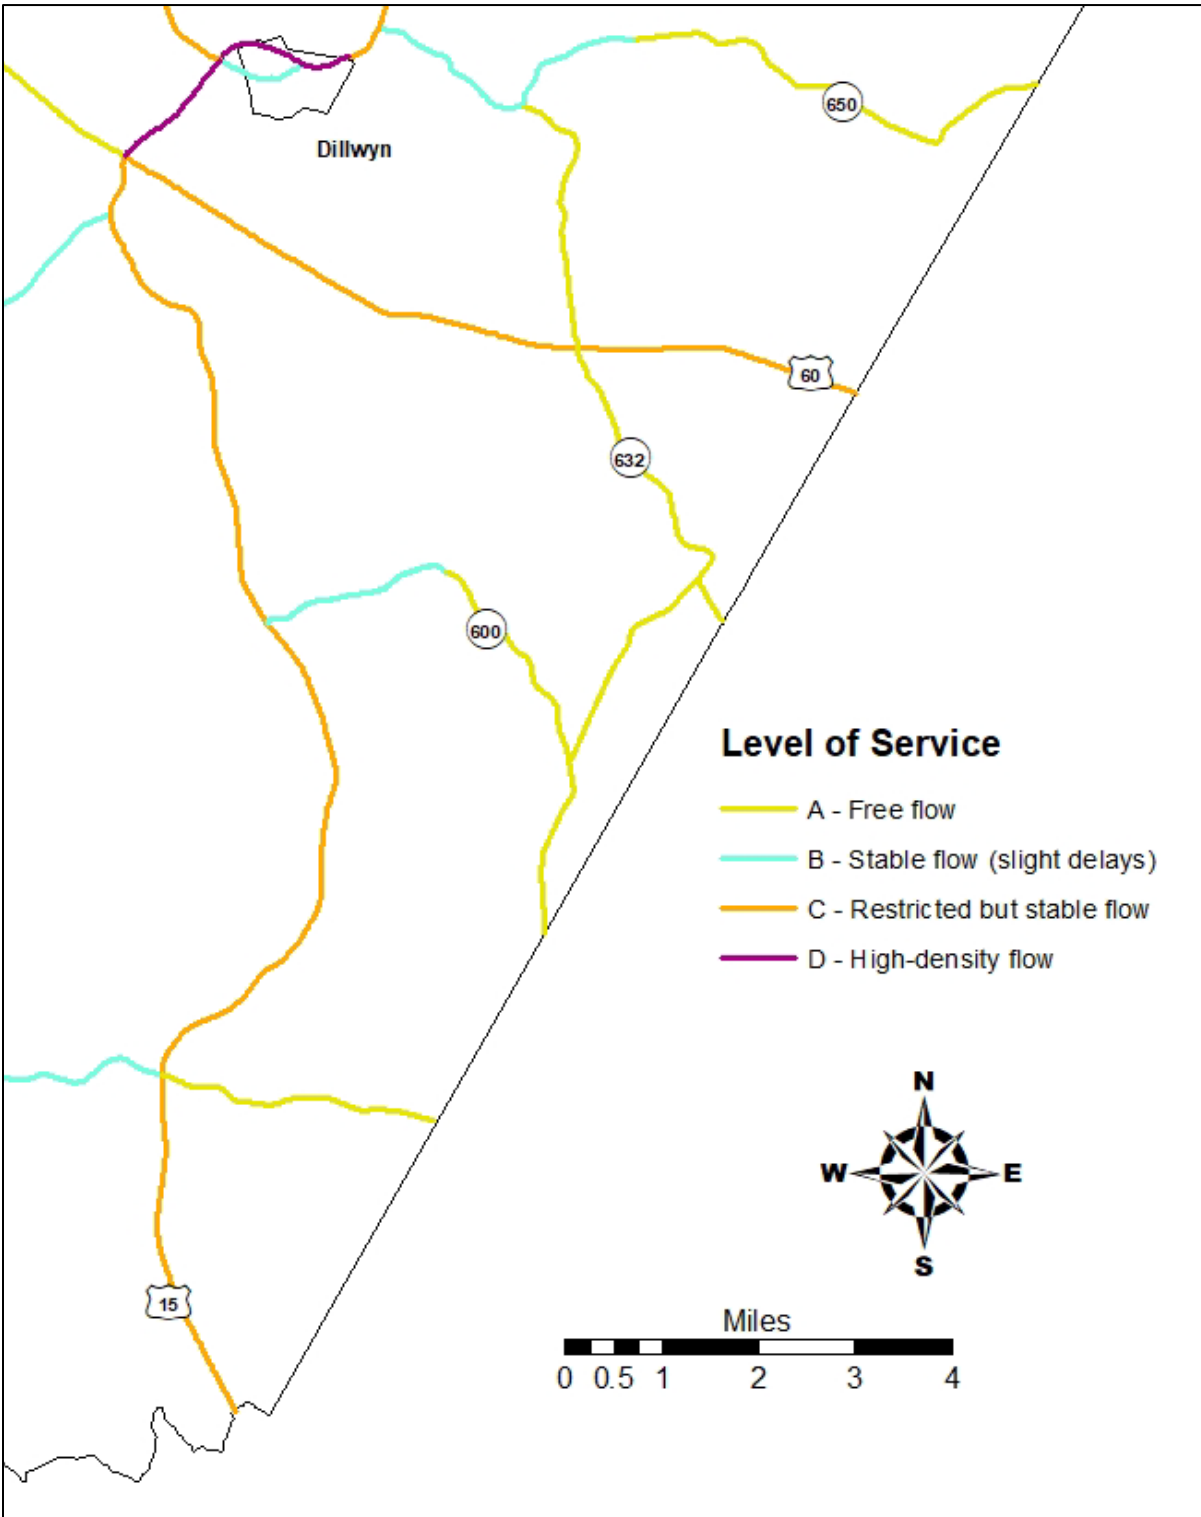 650
Dillwyn
60
632
600
Level of Service
A - Free flow
B - Stable flow (slight delays)
C - Restricted but stable flow
D - High-density flow
N
W E
S
15
Miles
0 0.5 1 2 3 4